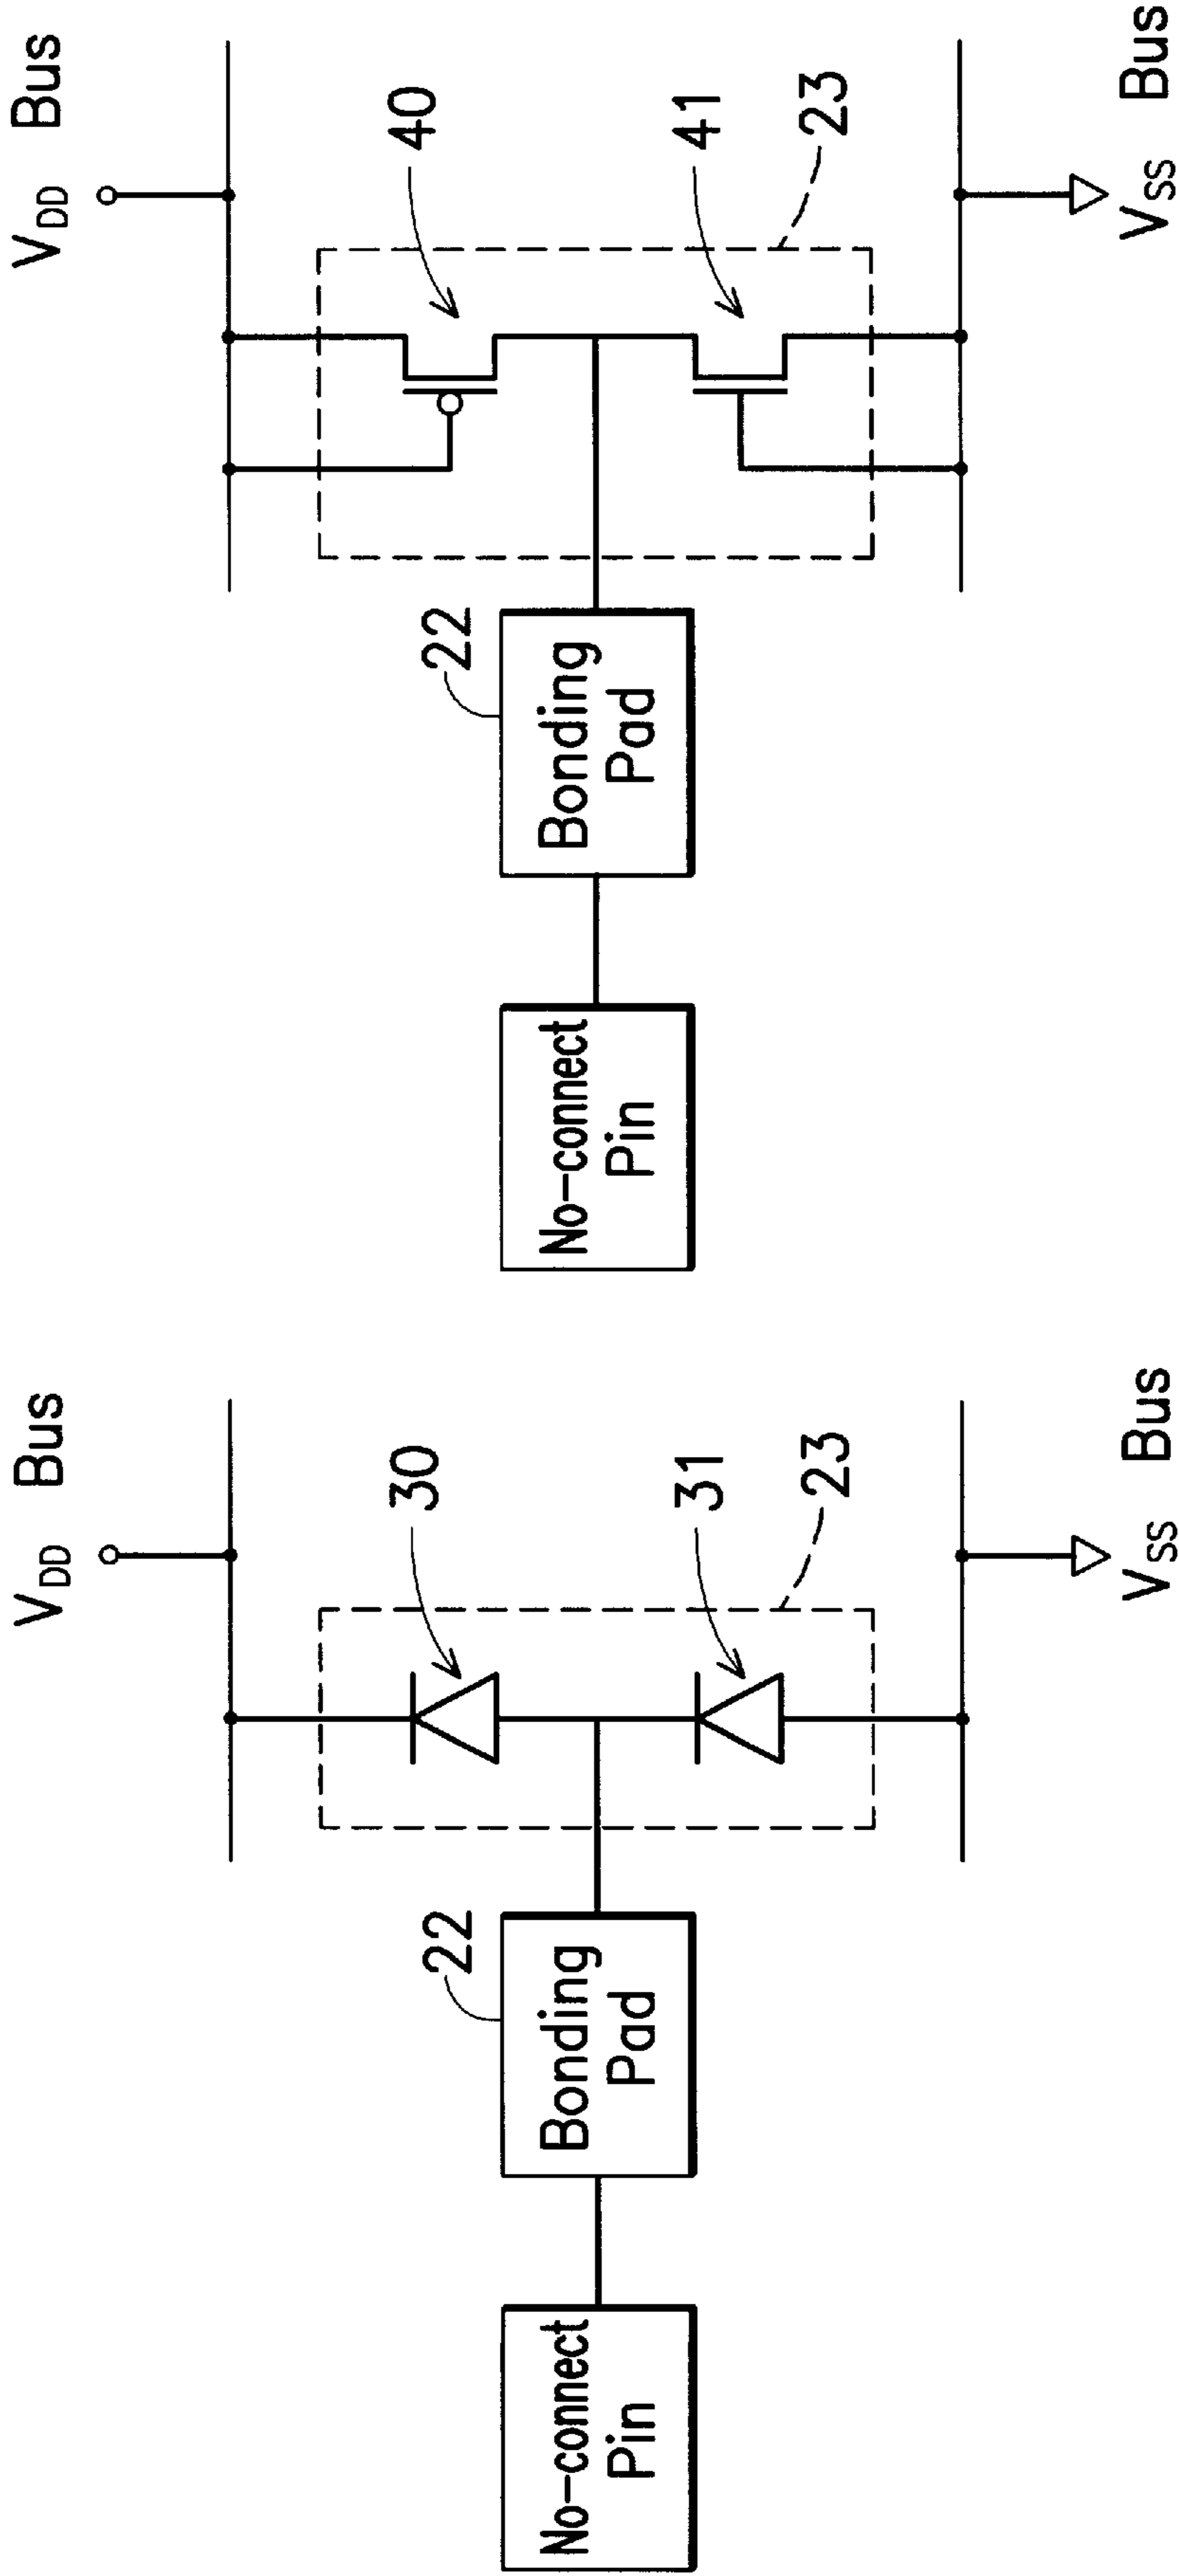 V_DD Bus
30
22
No-connect
Pin
Bonding
Pad
31
23
V_SS Bus
V_DD Bus
40
22
No-connect
Pin
Bonding
Pad
41
23
V_SS Bus